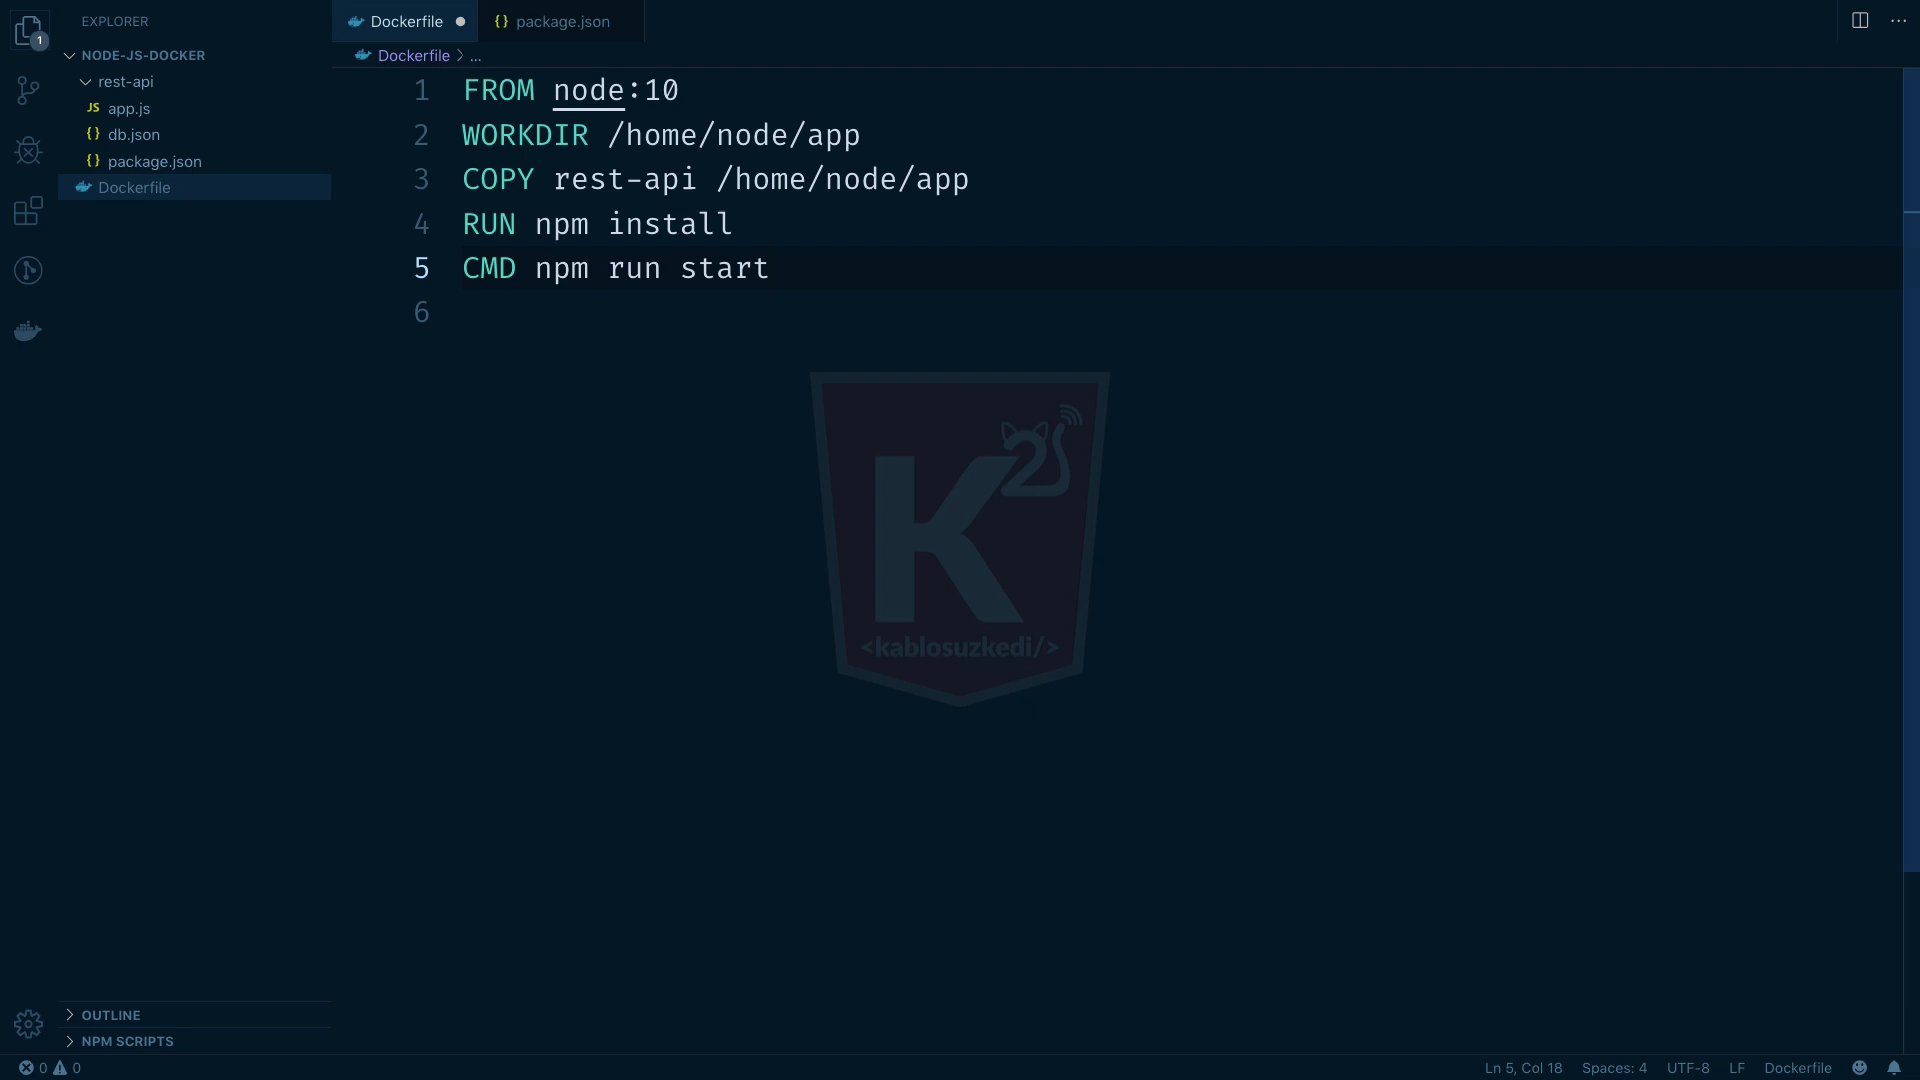 EXPLORER
Dockerfile
package.json
1
NODE-JS-DOCKER
Dockerfile > ...
rest-api
JS app.js
{} db.json
{} package.json
Dockerfile
1 FROM node:10
2 WORKDIR /home/node/app
3 COPY rest-api /home/node/app
4 RUN npm install
5 CMD npm run start
6
K2
<kablosuzkedi/>
OUTLINE
NPM SCRIPTS
0 0
Ln 5, Col 18
Spaces: 4
UTF-8
LF
Dockerfile